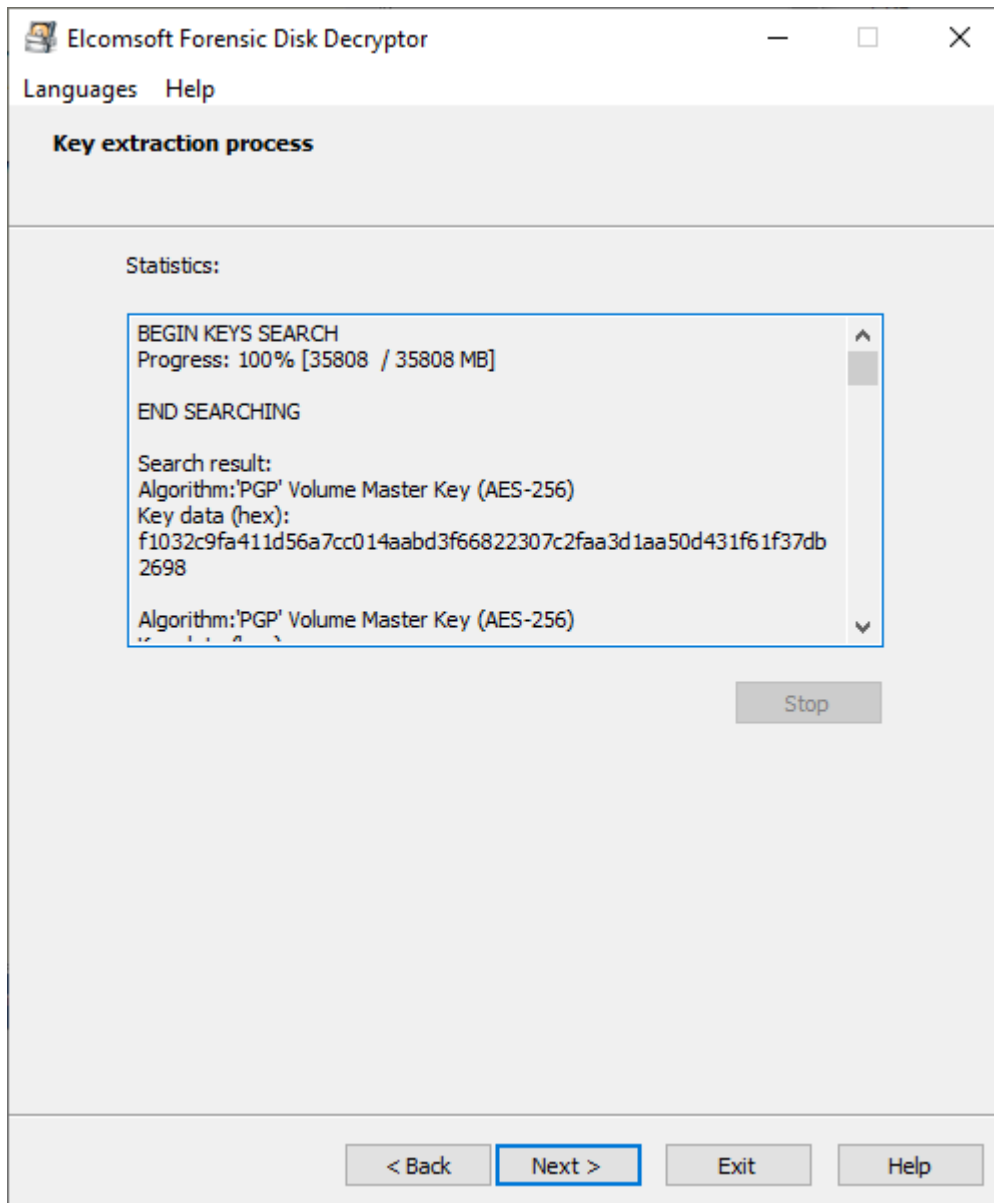 Elcomsoft Forensic Disk Decryptor
Languages Help
Key extraction process
Statistics:
BEGIN KEYS SEARCH
Progress: 100% [35808 / 35808 MB]
END SEARCHING
Search result:
Algorithm:'PGP' Volume Master Key (AES-256)
Key data (hex):
f1032c9fa411d56a7cc014aabd3f66822307c2faa3d1aa50d431f61f37db
2698
Algorithm:'PGP' Volume Master Key (AES-256)
Stop
< Back Next > Exit Help